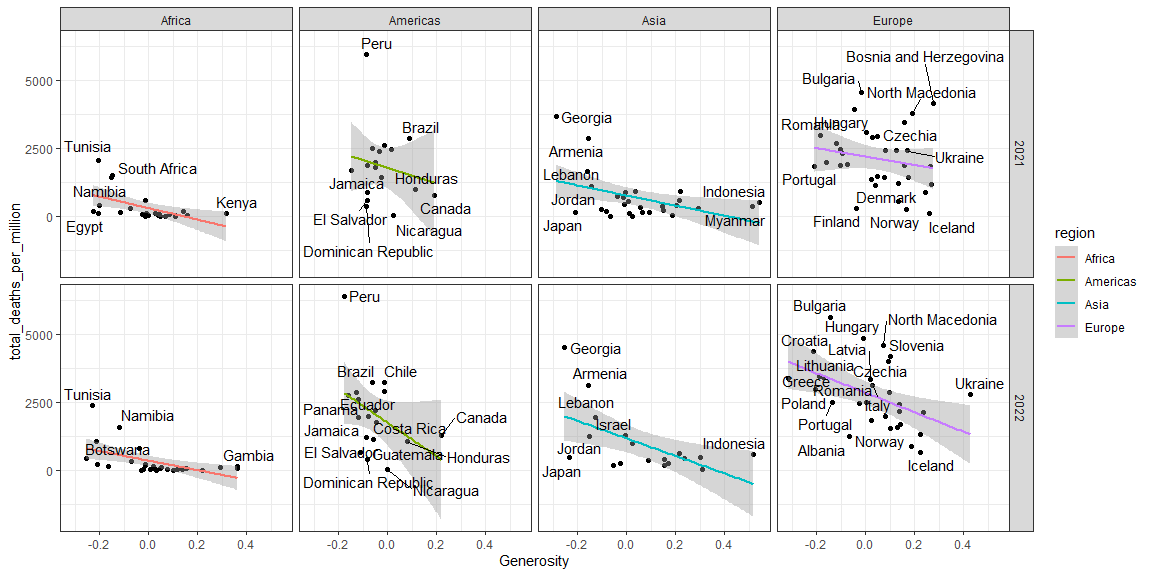 Africa
Americas
Asia
Europe
total_deaths_per_million
5000
2500
0
Tunisia
South Africa
Namibia
Kenya
Egypt
Peru
Brazil
Jamaica
Honduras
El Salvador
Canada
Nicaragua
Dominican Republic
Georgia
Armenia
Lebanon
Jordan
Indonesia
Japan
Myanmar
Bosnia and Herzegovina
Bulgaria
North Macedonia
Romania
Hungary
Czechia
Ukraine
Portugal
Denmark
Finland
Norway
Iceland
2021
5000
2500
0
Tunisia
Namibia
Botswana
Gambia
Peru
Brazil
Chile
Ecuador
Panama
Canada
Jamaica
Costa Rica
El Salvador
Guatemala
Honduras
Dominican Republic
Nicaragua
Georgia
Armenia
Lebanon
Israel
Jordan
Indonesia
Japan
Bulgaria
North Macedonia
Hungary
Croatia
Latvia
Slovenia
Lithuania
Czechia
Greece
Romania
Ukraine
Poland
Italy
Portugal
Albania
Norway
Iceland
2022
-0.2
0.0
0.2
0.4
-0.2
0.0
0.2
0.4
-0.2
0.0
0.2
0.4
-0.2
0.0
0.2
0.4
Generosity
region
Africa
Americas
Asia
Europe